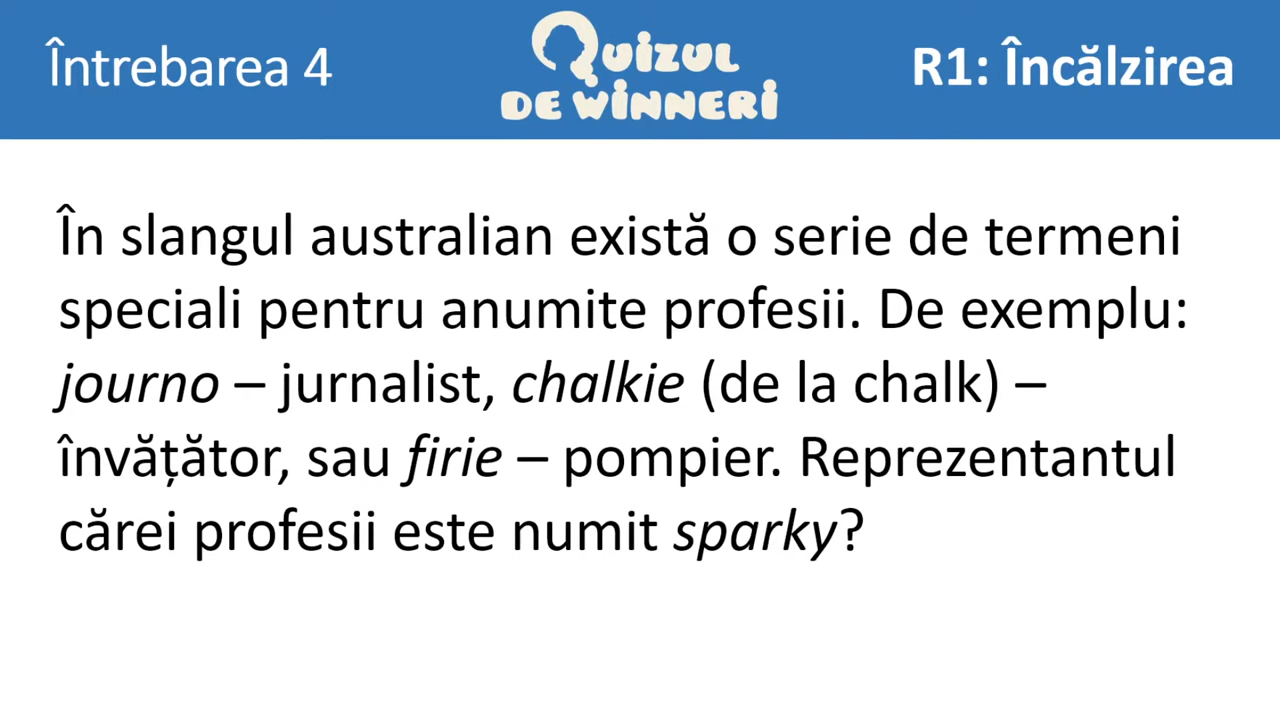 Întrebarea 4
QUIZUL
DE WINNERI
R1: Încălzirea
În slangul australian există o serie de termeni
speciali pentru anumite profesii. De exemplu:
journo – jurnalist, chalkie (de la chalk) –
învățător, sau firie – pompier. Reprezentantul
cărei profesii este numit sparky?